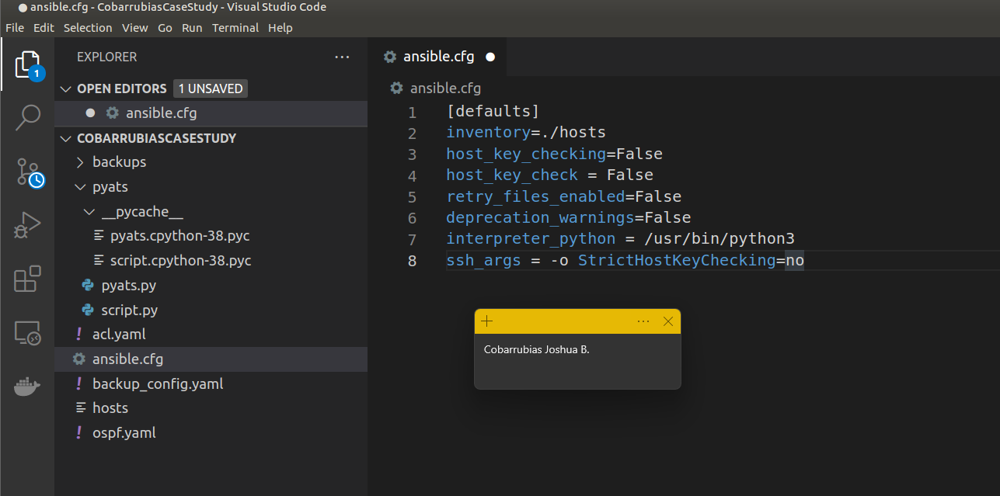 ansible.cfg - CobarrubiasCaseStudy - Visual Studio Code
File Edit Selection View Go Run Terminal Help
EXPLORER
OPEN EDITORS 1 UNSAVED
ansible.cfg
COBARRUBIASCASESTUDY
backups
pyats
__pycache__
pyats.cpython-38.pyc
script.cpython-38.pyc
pyats.py
script.py
! acl.yaml
ansible.cfg
! backup_config.yaml
hosts
! ospf.yaml
1
ansible.cfg
ansible.cfg
1 [defaults]
2 inventory=./hosts
3 host_key_checking=False
4 host_key_check = False
5 retry_files_enabled=False
6 deprecation_warnings=False
7 interpreter_python = /usr/bin/python3
8 ssh_args = -o StrictHostKeyChecking=no
Cobarrubias Joshua B.